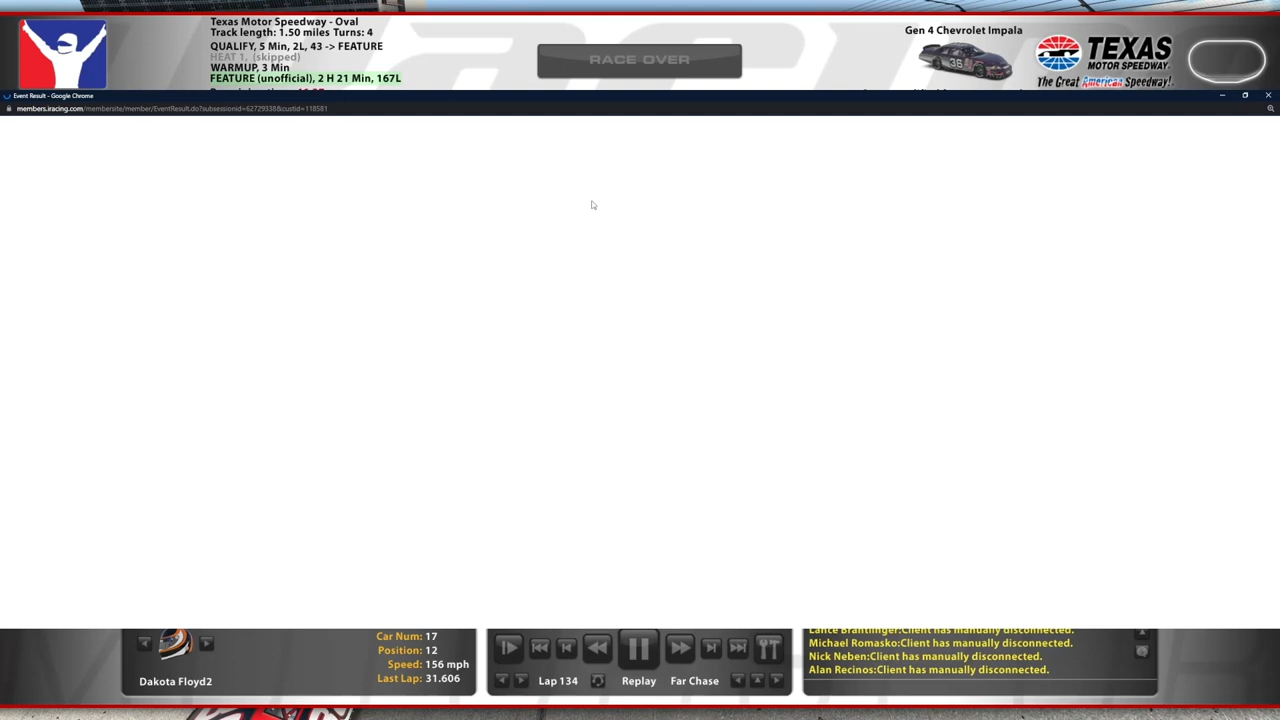 Texas Motor Speedway - Oval
Track length: 1.50 miles Turns: 4
QUALIFY, 5 Min, 2L, 43 -> FEATURE
HEAT 1, (skipped)
WARMUP, 3 Min
FEATURE (unofficial), 2 H 21 Min, 167L
RACE OVER
Gen 4 Chevrolet Impala
36
TEXAS
MOTOR SPEEDWAY.
The Great American Speedway!
Event Result - Google Chrome
members.iracing.com/membersite/member/EventResult.do?subsessionid=62729338&custid=118581
Dakota Floyd2
Car Num: 17
Position: 12
Speed: 156 mph
Last Lap: 31.606
Lap 134
Replay
Far Chase
Lance Brantlinger:Client has manually disconnected.
Michael Romasko:Client has manually disconnected.
Nick Neben:Client has manually disconnected.
Alan Recinos:Client has manually disconnected.